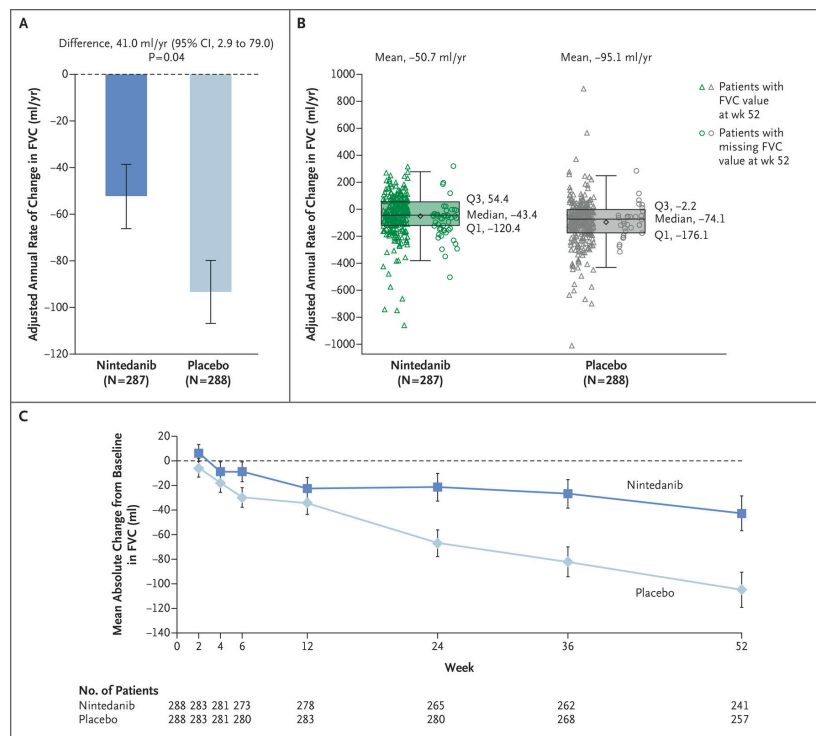 A
Difference, 41.0 ml/yr (95% CI, 2.9 to 79.0)
P=0.04
Adjusted Annual Rate of Change in FVC (ml/yr)
0
−20
−40
−60
−80
−100
−120
Nintedanib
(N=287)
Placebo
(N=288)
B
Mean, −50.7 ml/yr
Mean, −95.1 ml/yr
Adjusted Annual Rate of Change in FVC (ml/yr)
1000
800
600
400
200
0
−200
−400
−600
−800
−1000
Patients with
FVC value
at wk 52
Patients with
missing FVC
value at wk 52
Q3, 54.4
Median, −43.4
Q1, −120.4
Q3, −2.2
Median, −74.1
Q1, −176.1
Nintedanib
(N=287)
Placebo
(N=288)
C
Mean Absolute Change from Baseline
in FVC (ml)
20
0
−20
−40
−60
−80
−100
−120
−140
Nintedanib
Placebo
0 2 4 6 12 24 36 52
Week
No. of Patients
Nintedanib 288 283 281 273 278 265 262 241
Placebo 288 283 281 280 283 280 268 257